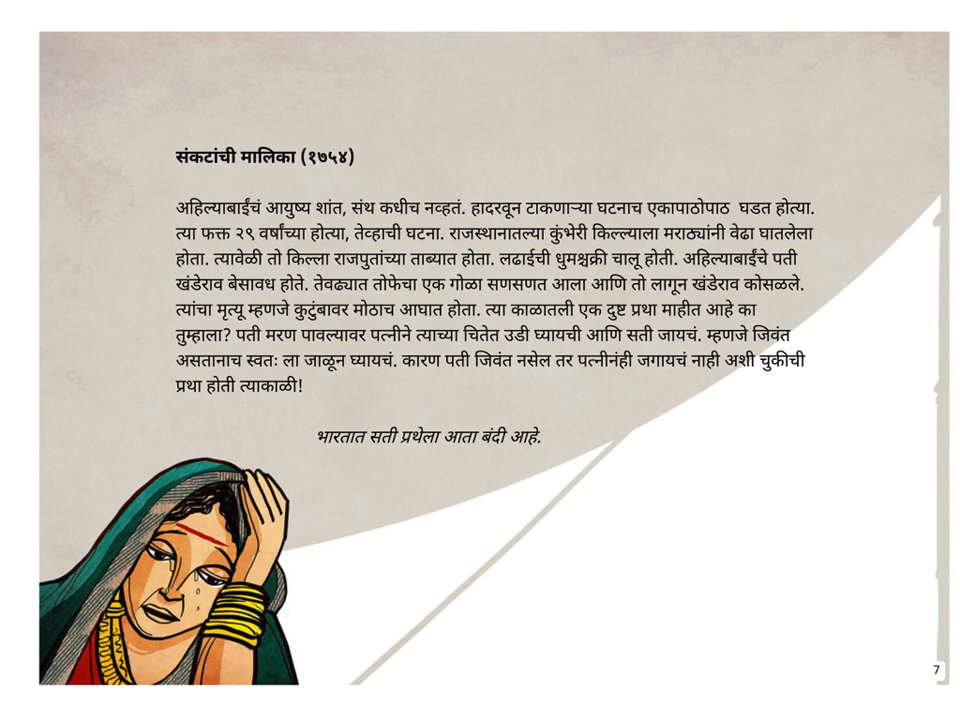 संकटांची मालिका (१७५४)
अहिल्याबाईंचं आयुष्य शांत, संथ कधीच नव्हतं. हादरवून टाकणाऱ्या घटनाच एकापाठोपाठ घडत होत्या.
त्या फक्त २९ वर्षांच्या होत्या, तेव्हाची घटना. राजस्थानातल्या कुंभेरी किल्ल्याला मराठ्यांनी वेढा घातलेला
होता. त्यावेळी तो किल्ला राजपुतांच्या ताब्यात होता. लढाईची धुमश्चक्री चालू होती. अहिल्याबाईंचे पती
खंडेराव बेसावध होते. तेवढ्यात तोफेचा एक गोळा सणसणत आला आणि तो लागून खंडेराव कोसळले.
त्यांचा मृत्यू म्हणजे कुटुंबावर मोठाच आघात होता. त्या काळातली एक दुष्ट प्रथा माहीत आहे का
तुम्हाला? पती मरण पावल्यावर पत्नीने त्याच्या चितेत उडी घ्यायची आणि सती जायचं. म्हणजे जिवंत
असतानाच स्वतः ला जाळून घ्यायचं. कारण पती जिवंत नसेल तर पत्नीनंही जगायचं नाही अशी चुकीची
प्रथा होती त्याकाळी!
भारतात सती प्रथेला आता बंदी आहे.
7